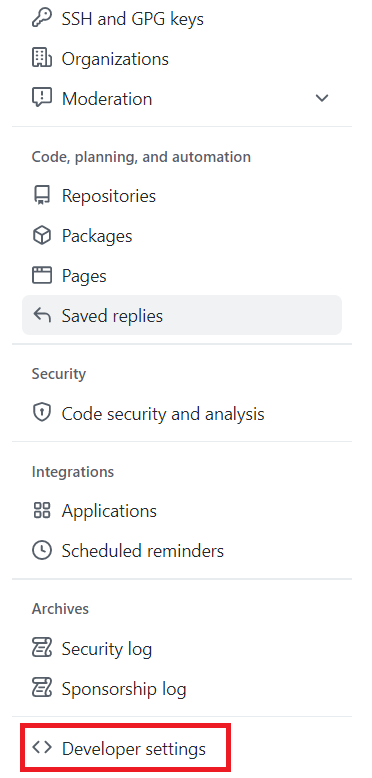 SSH and GPG keys
Organizations
Moderation
Code, planning, and automation
Repositories
Packages
Pages
Saved replies
Security
Code security and analysis
Integrations
Applications
Scheduled reminders
Archives
Security log
Sponsorship log
Developer settings